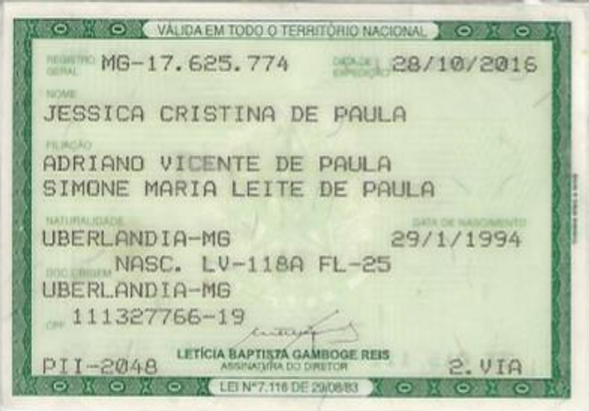 VÁLIDA EM TODO O TERRITÓRIO NACIONAL
REGISTRO GERAL MG-17.625.774 DATA DE EXPEDIÇÃO 28/10/2016
NOME
JESSICA CRISTINA DE PAULA
FILIAÇÃO
ADRIANO VICENTE DE PAULA
SIMONE MARIA LEITE DE PAULA
NATURALIDADE DATA DE NASCIMENTO
UBERLANDIA-MG 29/1/1994
DOC. ORIGEM NASC. LV-118A FL-25
UBERLANDIA-MG
CPF 111327766-19
LETÍCIA BAPTISTA GAMBOGE REIS
PII-2048 ASSINATURA DO DIRETOR 2.VIA
LEI Nº 7.116 DE 29/08/83